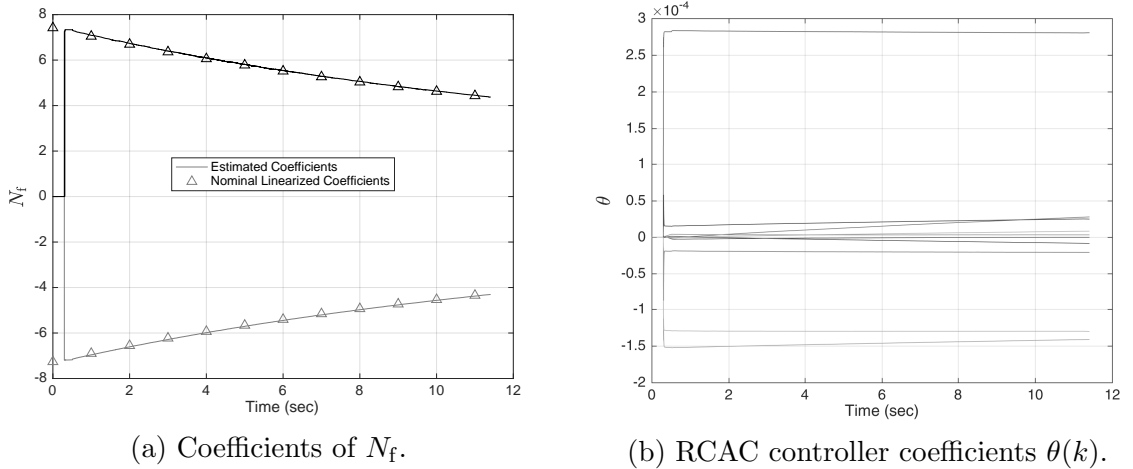 8
6
4
2
0
-2
-4
-6
-8
N_f
Estimated Coefficients
Nominal Linearized Coefficients
0 2 4 6 8 10 12
Time (sec)
(a) Coefficients of N_f.
×10^-4
3
2.5
2
1.5
1
0.5
0
-0.5
-1
-1.5
-2
θ
0 2 4 6 8 10 12
Time (sec)
(b) RCAC controller coefficients θ(k).